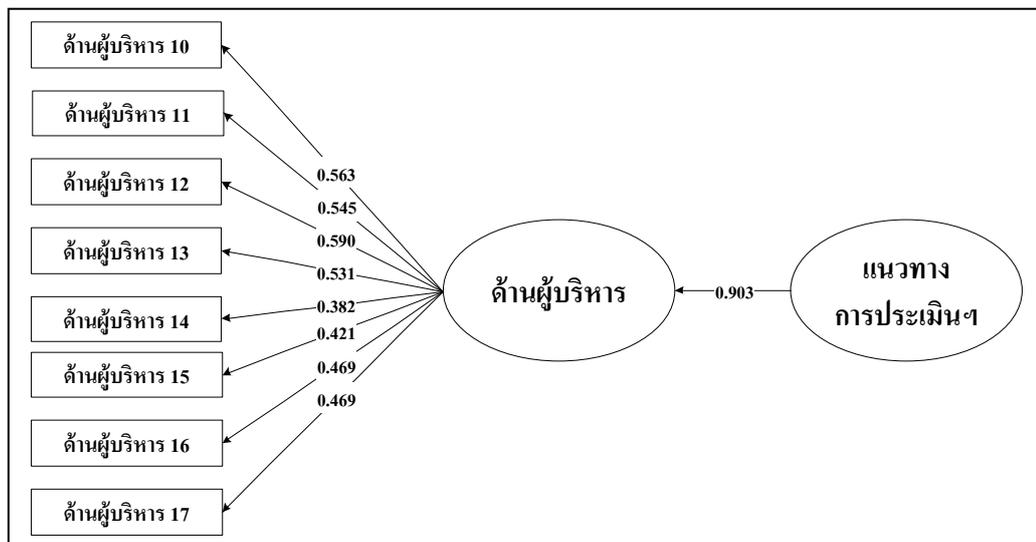 ด้านผู้บริหาร 10
ด้านผู้บริหาร 11
ด้านผู้บริหาร 12
ด้านผู้บริหาร 13
ด้านผู้บริหาร 14
ด้านผู้บริหาร 15
ด้านผู้บริหาร 16
ด้านผู้บริหาร 17
0.563
0.545
0.590
0.531
0.382
0.421
0.469
0.469
ด้านผู้บริหาร
0.903
แนวทาง
การประเมินฯ